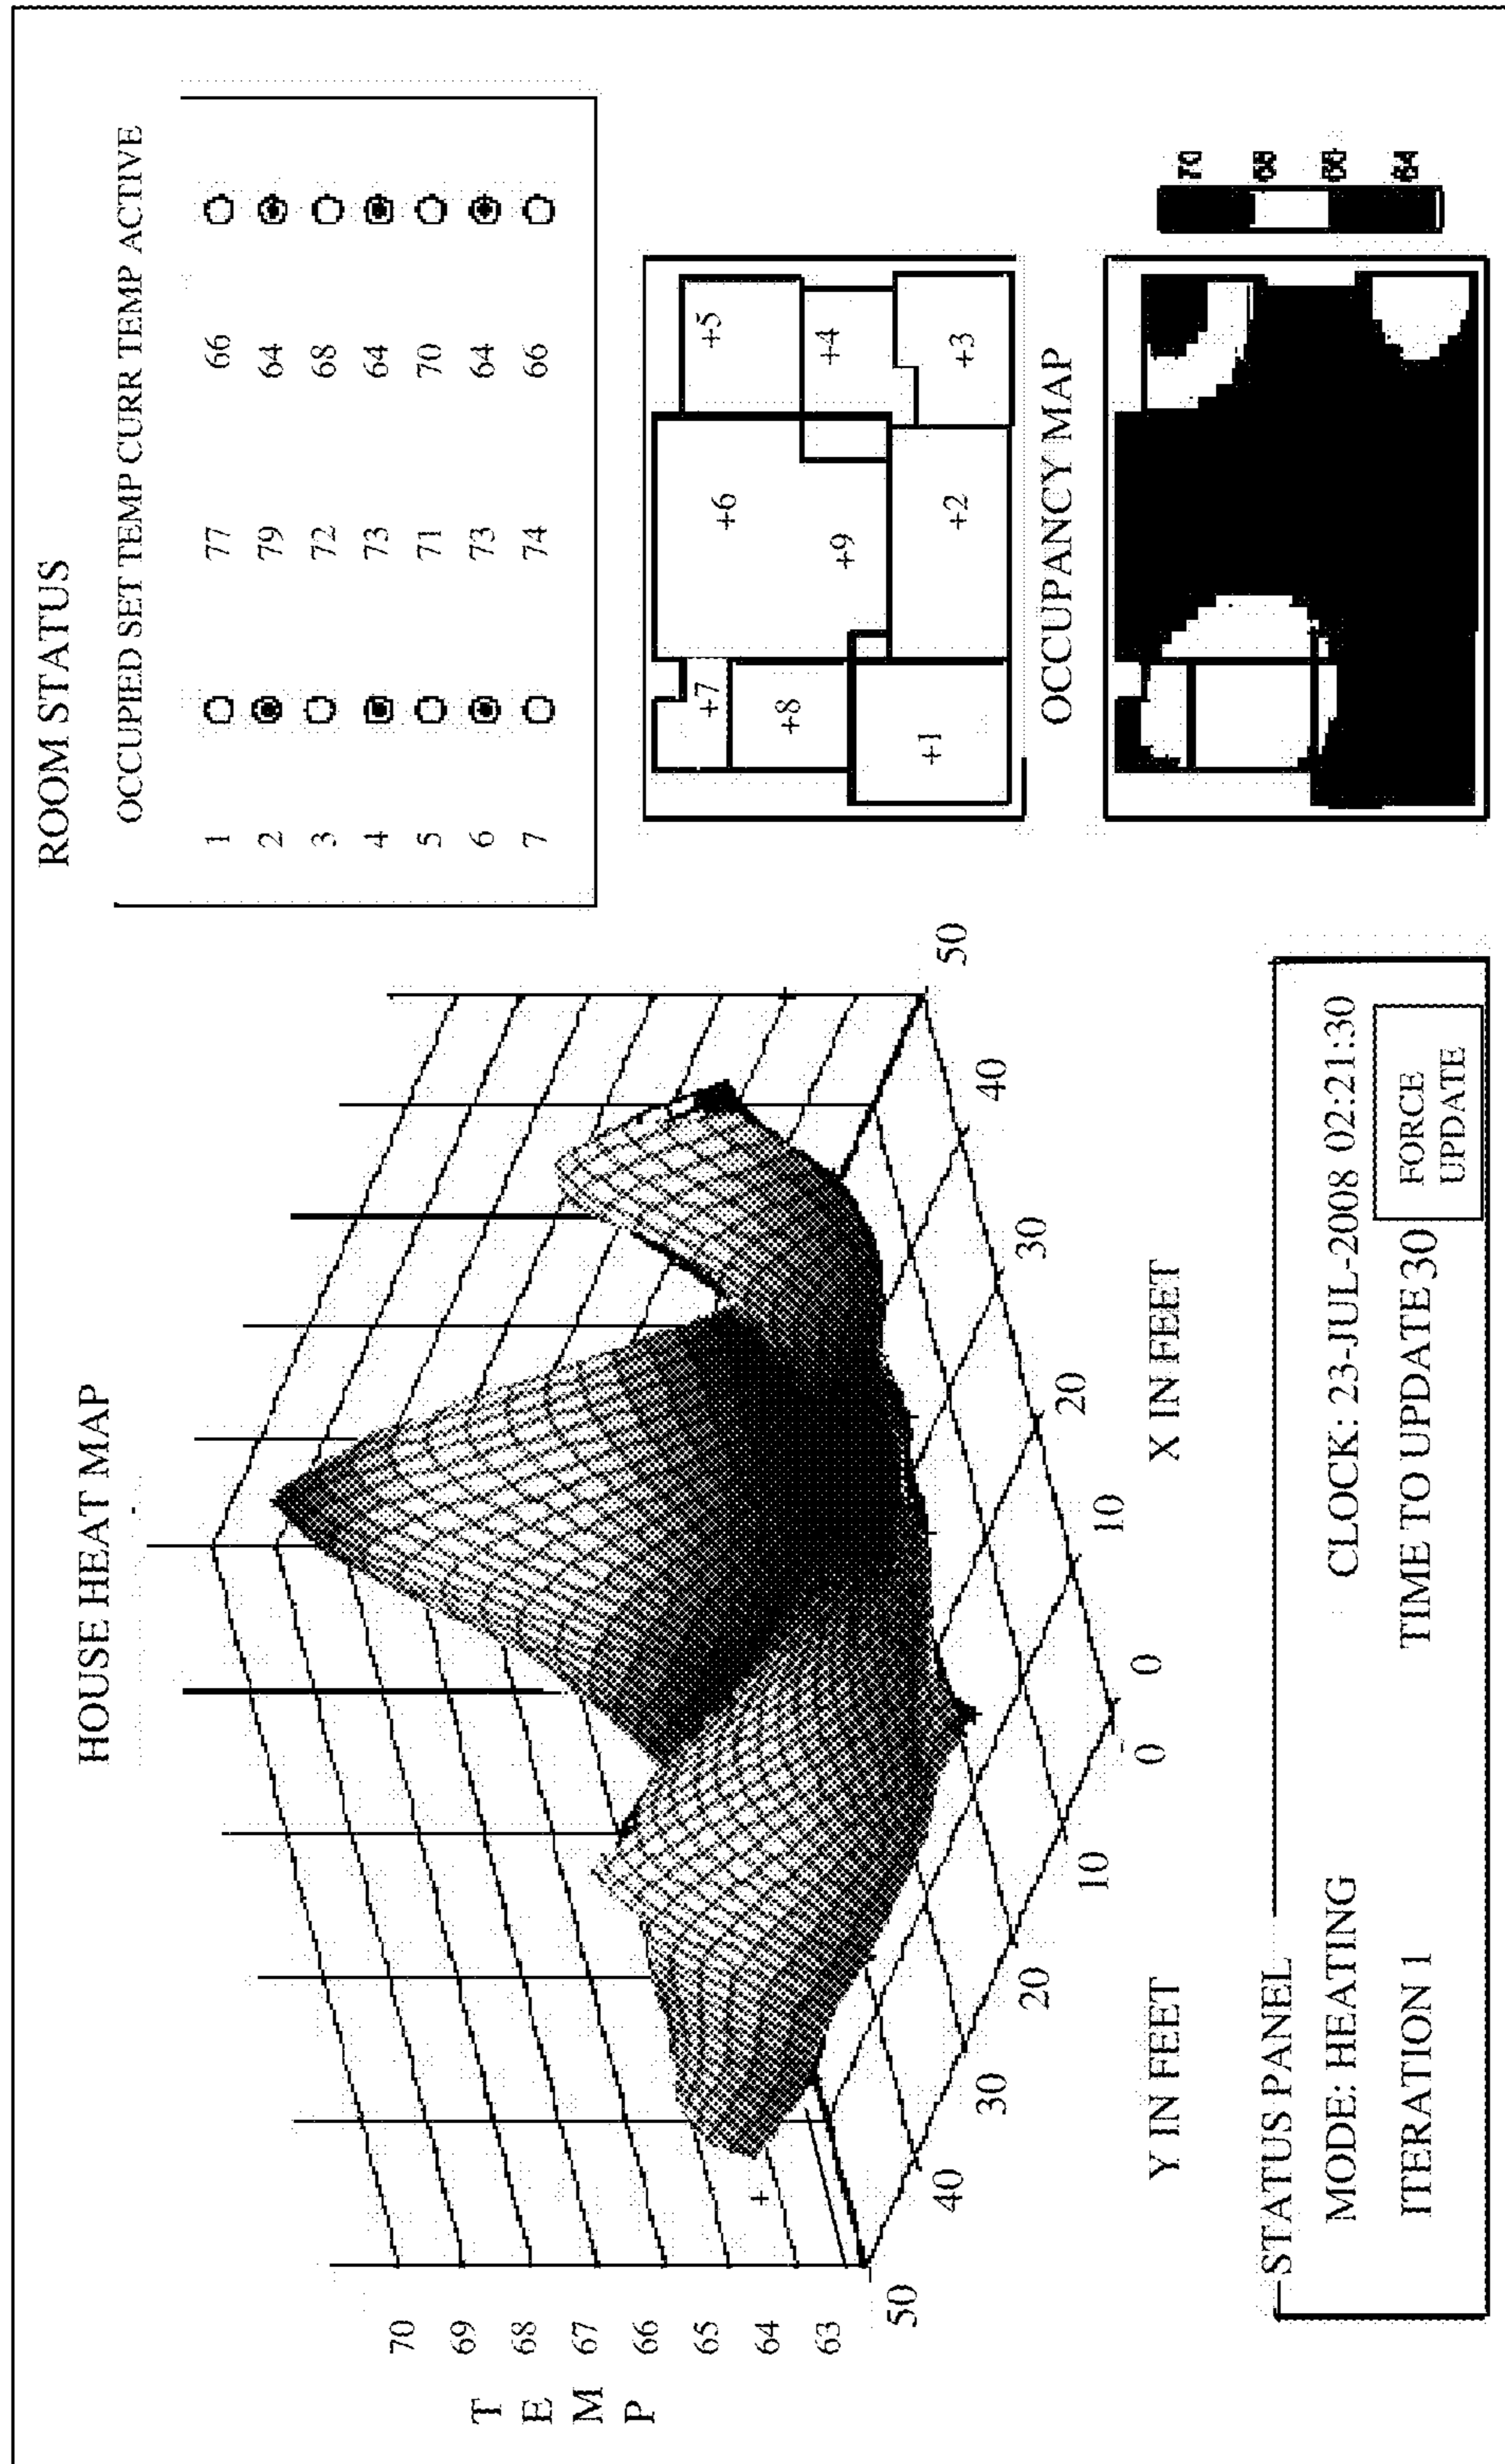 HOUSE HEAT MAP
T
E
M
P
70
69
68
67
66
65
64
63
50
40
30
20
10
0
0
10
20
30
40
50
Y IN FEET
X IN FEET
STATUS PANEL
MODE: HEATING
CLOCK: 23-JUL-2008 02:21:30
ITERATION 1
TIME TO UPDATE 30
FORCE
UPDATE
ROOM STATUS
OCCUPIED SET TEMP CURR TEMP ACTIVE
1 77 66
2 79 64
3 72 68
4 73 64
5 71 70
6 73 64
7 74 66
+7
+6
+5
+8
+9
+4
+1
+2
+3
OCCUPANCY MAP
70
68
66
64